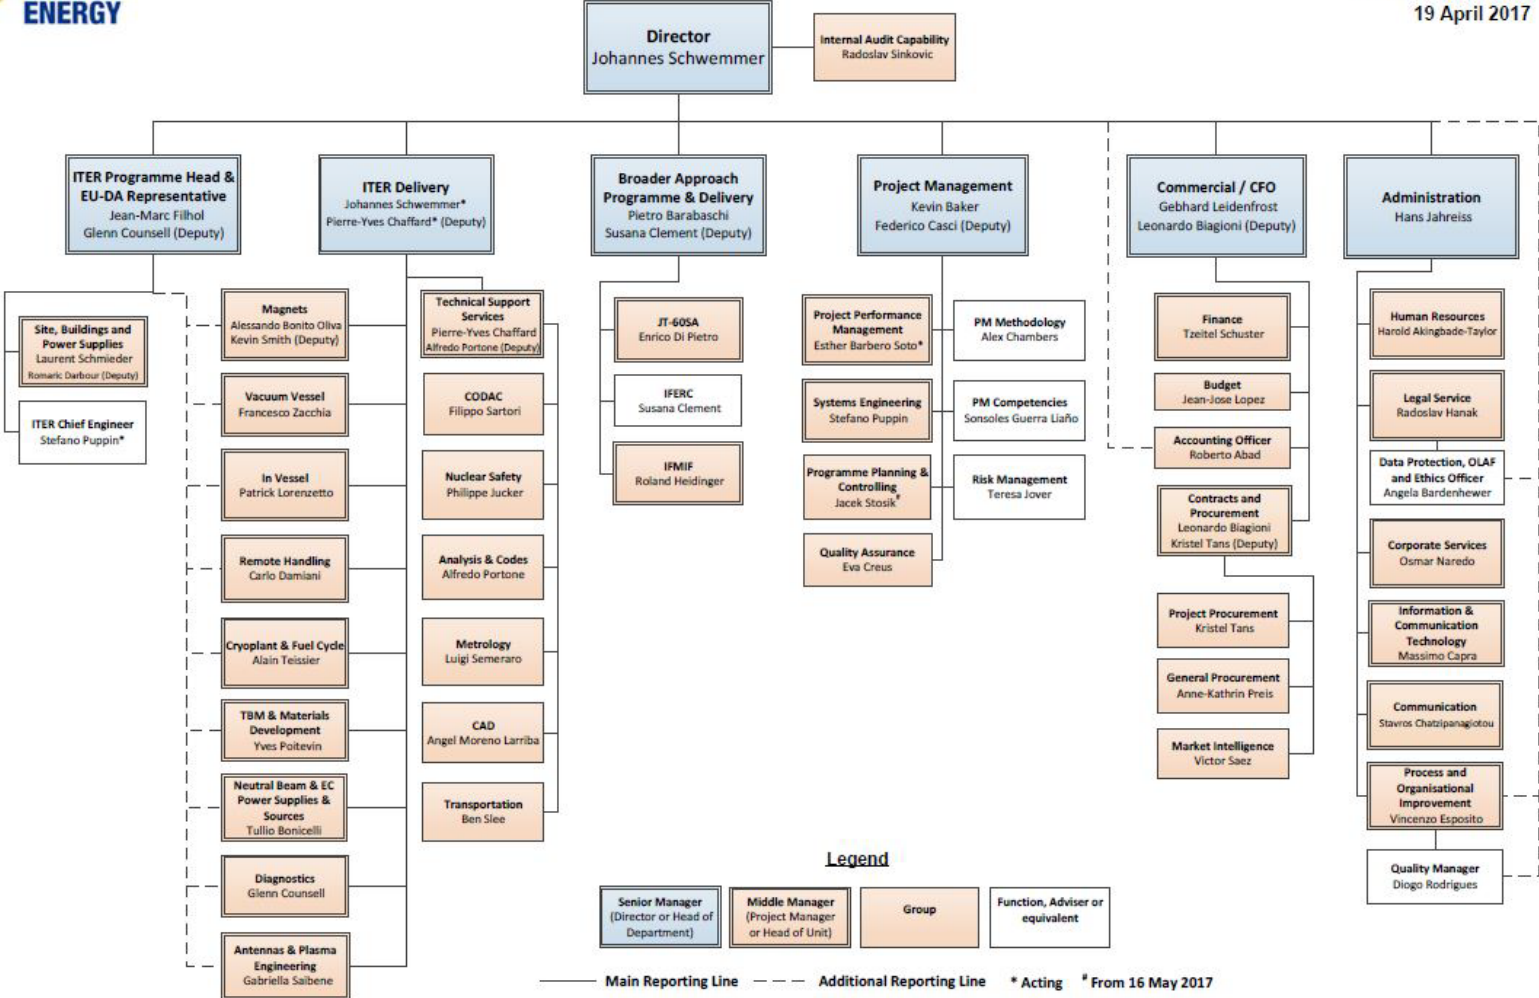 ENERGY
19 April 2017
Director
Johannes Schwemmer
Internal Audit Capability
Radoslav Sinkovic
ITER Programme Head &
EU-DA Representative
Jean-Marc Filhol
Glenn Counsell (Deputy)
ITER Delivery
Johannes Schwemmer*
Pierre-Yves Chaffard* (Deputy)
Broader Approach
Programme & Delivery
Pietro Barabaschi
Susana Clement (Deputy)
Project Management
Kevin Baker
Federico Casci (Deputy)
Commercial / CFO
Gebhard Leidenfrost
Leonardo Biagioni (Deputy)
Administration
Hans Jahreiss
Site, Buildings and
Power Supplies
Laurent Schmieder
Romaric Darbour (Deputy)
ITER Chief Engineer
Stefano Puppin*
Magnets
Alessando Bonito Oliva
Kevin Smith (Deputy)
Vacuum Vessel
Francesco Zacchia
In Vessel
Patrick Lorenzetto
Remote Handling
Carlo Damiani
Cryoplant & Fuel Cycle
Alain Teissier
TBM & Materials
Development
Yves Poitevin
Neutral Beam & EC
Power Supplies &
Sources
Tullio Bonicelli
Diagnostics
Glenn Counsell
Antennas & Plasma
Engineering
Gabriella Saibene
Technical Support
Services
Pierre-Yves Chaffard
Alfredo Portone (Deputy)
CODAC
Filippo Sartori
Nuclear Safety
Philippe Jucker
Analysis & Codes
Alfredo Portone
Metrology
Luigi Semeraro
CAD
Angel Moreno Larriba
Transportation
Ben Slee
JT-60SA
Enrico Di Pietro
IFERC
Susana Clement
IFMIF
Roland Heidinger
Project Performance
Management
Esther Barbero Soto*
Systems Engineering
Stefano Puppin
Programme Planning &
Controlling
Jacek Stosik#
Quality Assurance
Eva Creus
PM Methodology
Alex Chambers
PM Competencies
Sonsoles Guerra Liaño
Risk Management
Teresa Jover
Finance
Tzeitel Schuster
Budget
Jean-Jose Lopez
Accounting Officer
Roberto Abad
Contracts and
Procurement
Leonardo Biagioni
Kristel Tans (Deputy)
Project Procurement
Kristel Tans
General Procurement
Anne-Kathrin Preis
Market Intelligence
Victor Saez
Human Resources
Harold Akingbade-Taylor
Legal Service
Radoslav Hanak
Data Protection, OLAF
and Ethics Officer
Angela Bardenhewer
Corporate Services
Osmar Naredo
Information &
Communication
Technology
Massimo Capra
Communication
Stavros Chatzipanagiotou
Process and
Organisational
Improvement
Vincenzo Esposito
Quality Manager
Diogo Rodrigues
Legend
Senior Manager
(Director or Head of
Department)
Middle Manager
(Project Manager
or Head of Unit)
Group
Function, Adviser or
equivalent
Main Reporting Line
Additional Reporting Line
* Acting
# From 16 May 2017